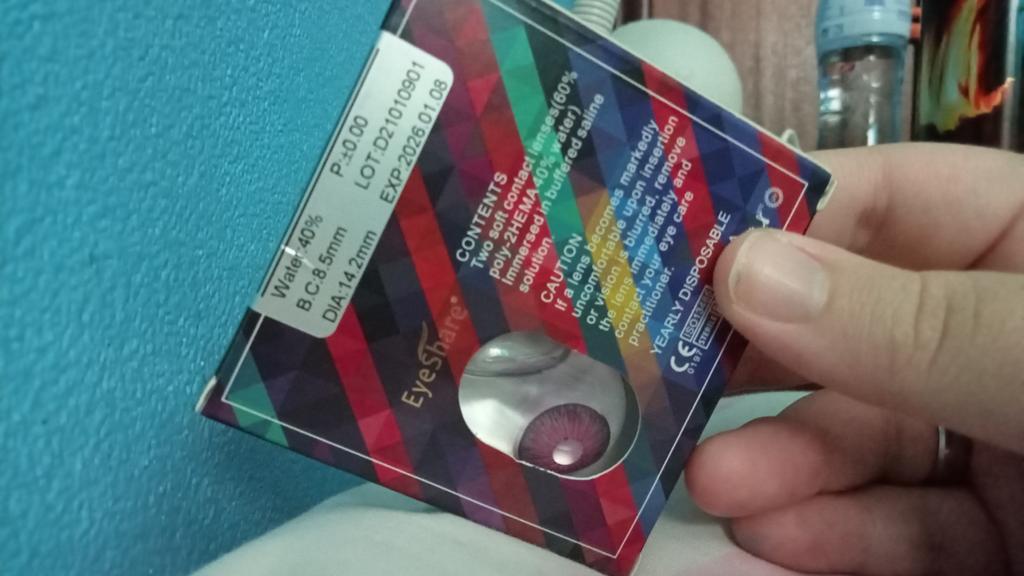 Water:40%
P:±0.00
B.C:8.5mm
LOT:D21010901
DIA:14.2mm
EXP:2026.01.08
CONTENTS
Two soft contact lenses(60%
poly-2HEMA,40% water)
immersed in buffered saline
solution.
CAUTION
If a lens becomes markedly
uncomfortable upon insertion
or vision is blurred, remove
the lens immediately and
contact your eye care
practitioner.
YEARLY DISPOSABLE
CE
EyeShare®